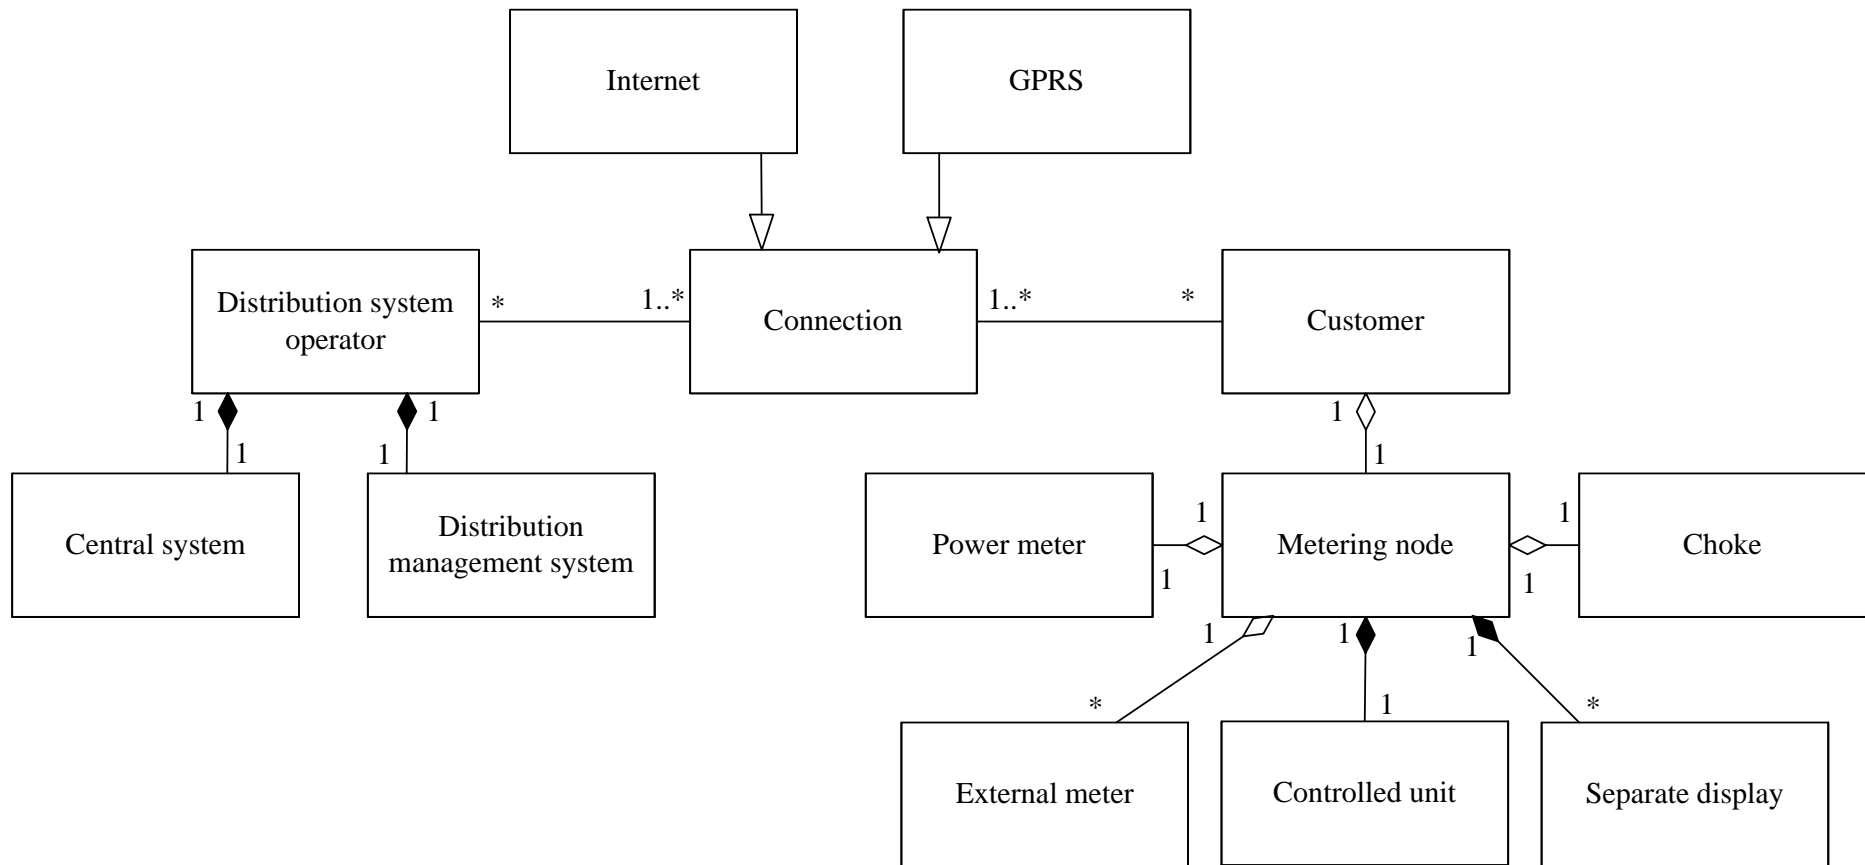 Internet
GPRS
Distribution system
operator
*
1..*
Connection
1..*
*
Customer
1
1
1
1
1
1
1
1
Central system
Distribution
management system
Power meter
1
1
Metering node
1
1
Choke
1
*
1
1
1
*
External meter
Controlled unit
Separate display